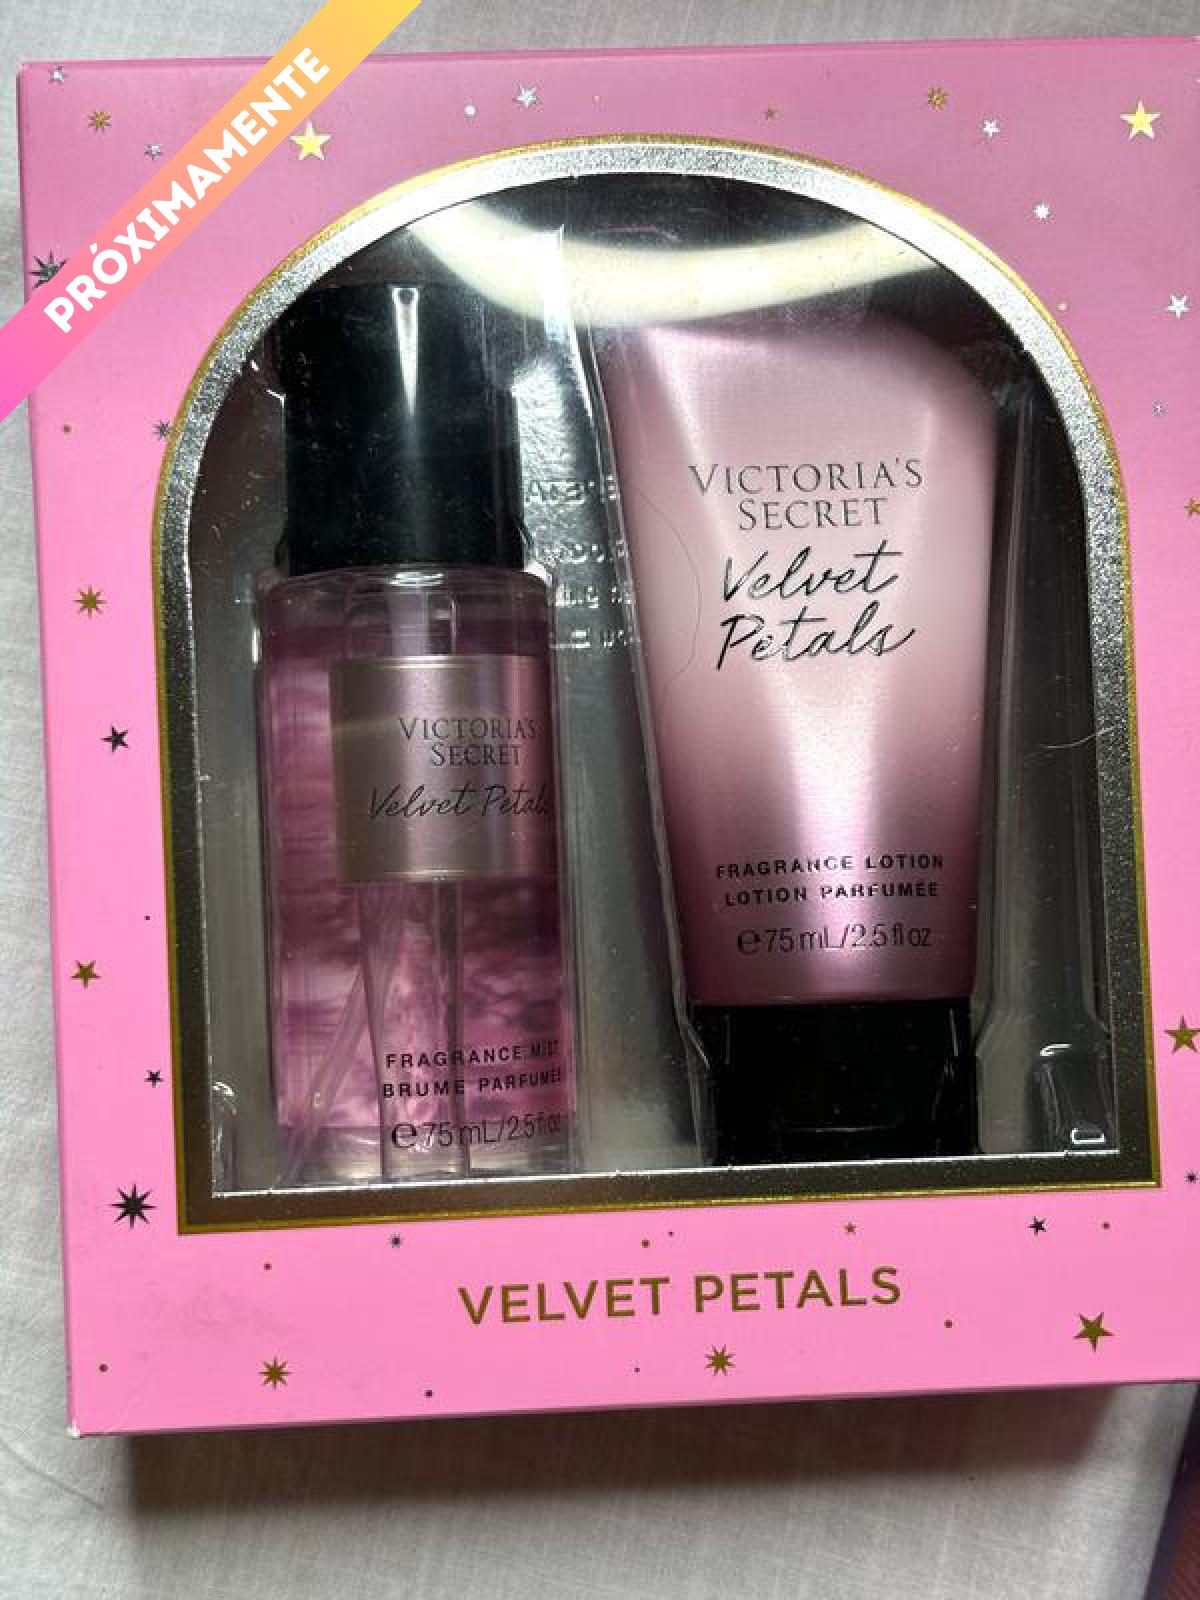 PRÓXIMAMENTE
VICTORIA'S
SECRET
Velvet
Petals
FRAGRANCE LOTION
LOTION PARFUMÉE
e 75 mL/2.5 fl oz
VICTORIA'S
SECRET
Velvet Petals
FRAGRANCE MIST
BRUME PARFUMÉE
e 75 mL/2.5 fl oz
VELVET PETALS